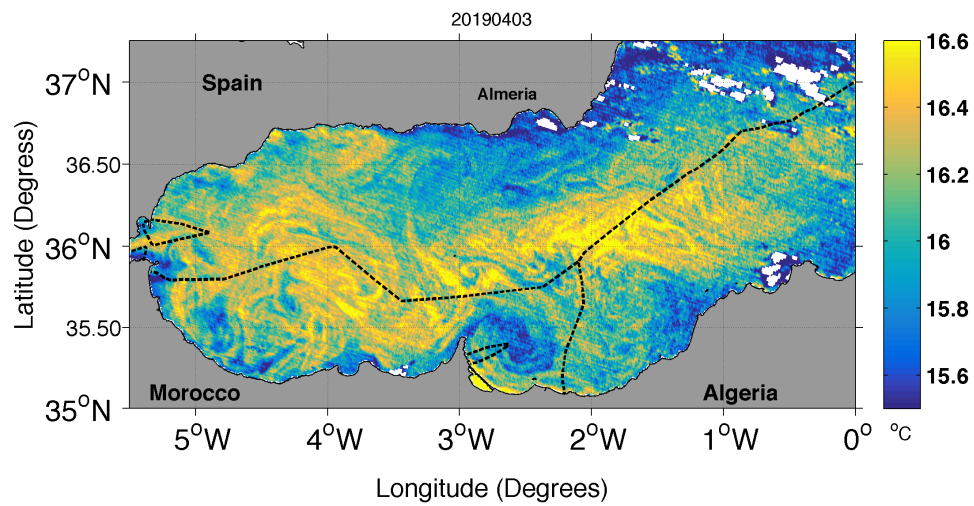 20190403
37°N
36.50
36°N
35.50
35°N
Latitude (Degress)
Spain
Almeria
Morocco
Algeria
5°W
4°W
3°W
2°W
1°W
0°
Longitude (Degrees)
16.6
16.4
16.2
16
15.8
15.6
°C